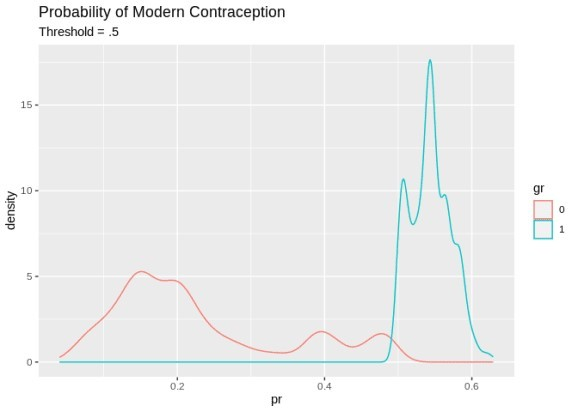 Probability of Modern Contraception
Threshold = .5
15
10
5
0
density
0.2
0.4
0.6
pr
gr
0
1